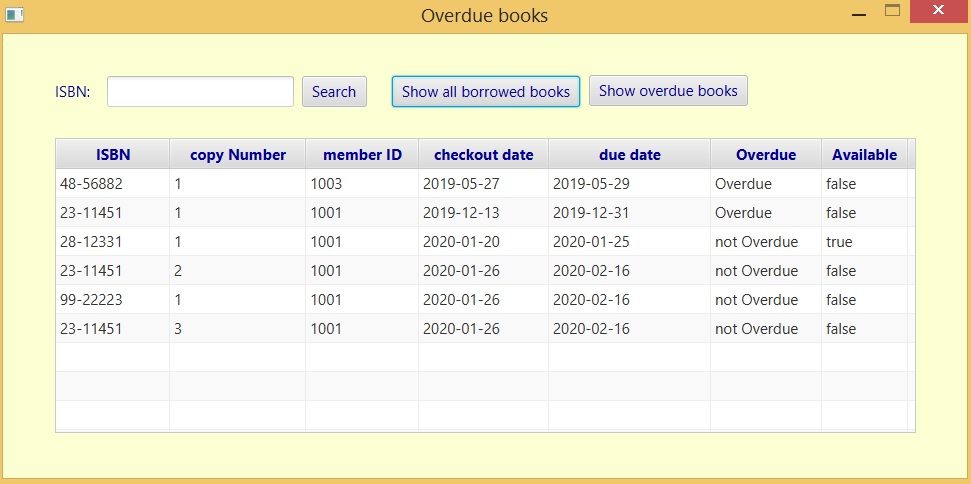 Overdue books
ISBN: Search Show all borrowed books Show overdue books
ISBN copy Number member ID checkout date due date Overdue Available
48-56882 1 1003 2019-05-27 2019-05-29 Overdue false
23-11451 1 1001 2019-12-13 2019-12-31 Overdue false
28-12331 1 1001 2020-01-20 2020-01-25 not Overdue true
23-11451 2 1001 2020-01-26 2020-02-16 not Overdue false
99-22223 1 1001 2020-01-26 2020-02-16 not Overdue false
23-11451 3 1001 2020-01-26 2020-02-16 not Overdue false